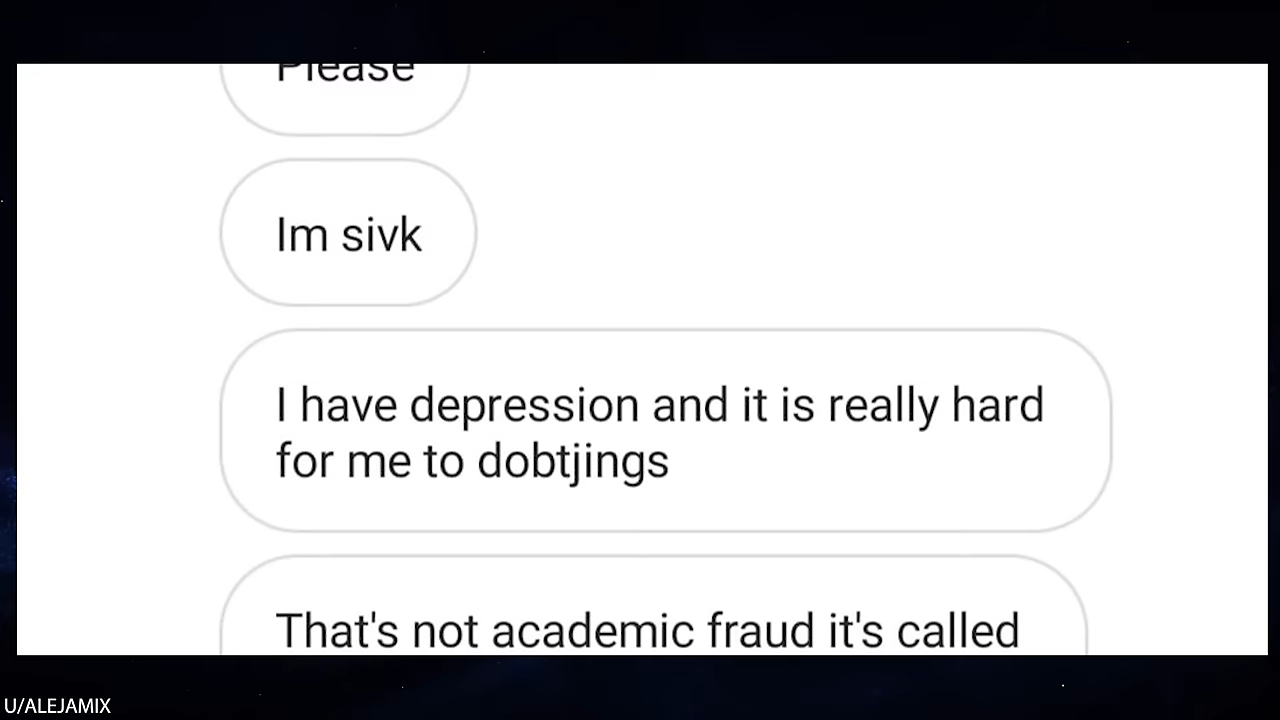 Please
Im sivk
I have depression and it is really hard
for me to dobtjings
That's not academic fraud it's called
U/ALEJAMIX